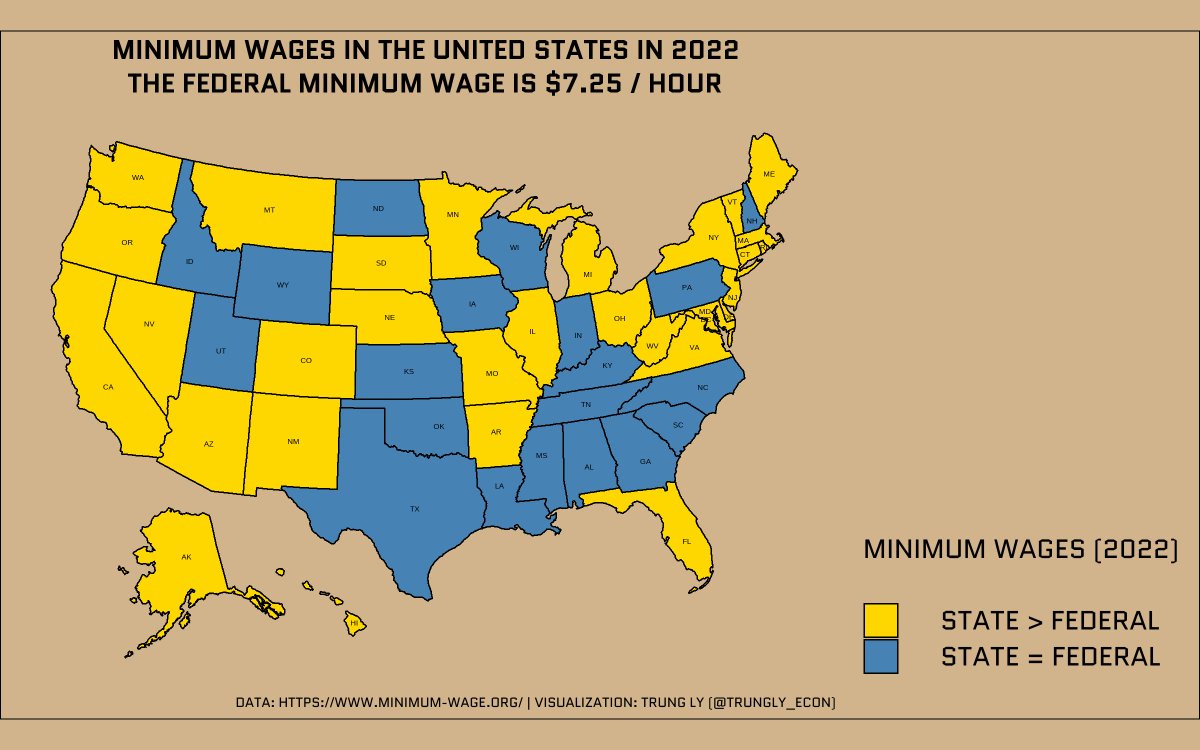 MINIMUM WAGES IN THE UNITED STATES IN 2022
THE FEDERAL MINIMUM WAGE IS $7.25 / HOUR
ME
WA
VT
MT
ND
MN
NH
OR
NY
MA
WI
CT
ID
SD
MI
WY
PA
NJ
IA
MD
NE
OH
NV
IL
IN
WV
VA
UT
CO
KY
KS
MO
CA
NC
TN
OK
AR
SC
AZ
NM
MS
GA
AL
LA
TX
FL
AK
HI
MINIMUM WAGES (2022)
STATE > FEDERAL
STATE = FEDERAL
DATA: HTTPS://WWW.MINIMUM-WAGE.ORG/ | VISUALIZATION: TRUNG LY (@TRUNGLY_ECON)